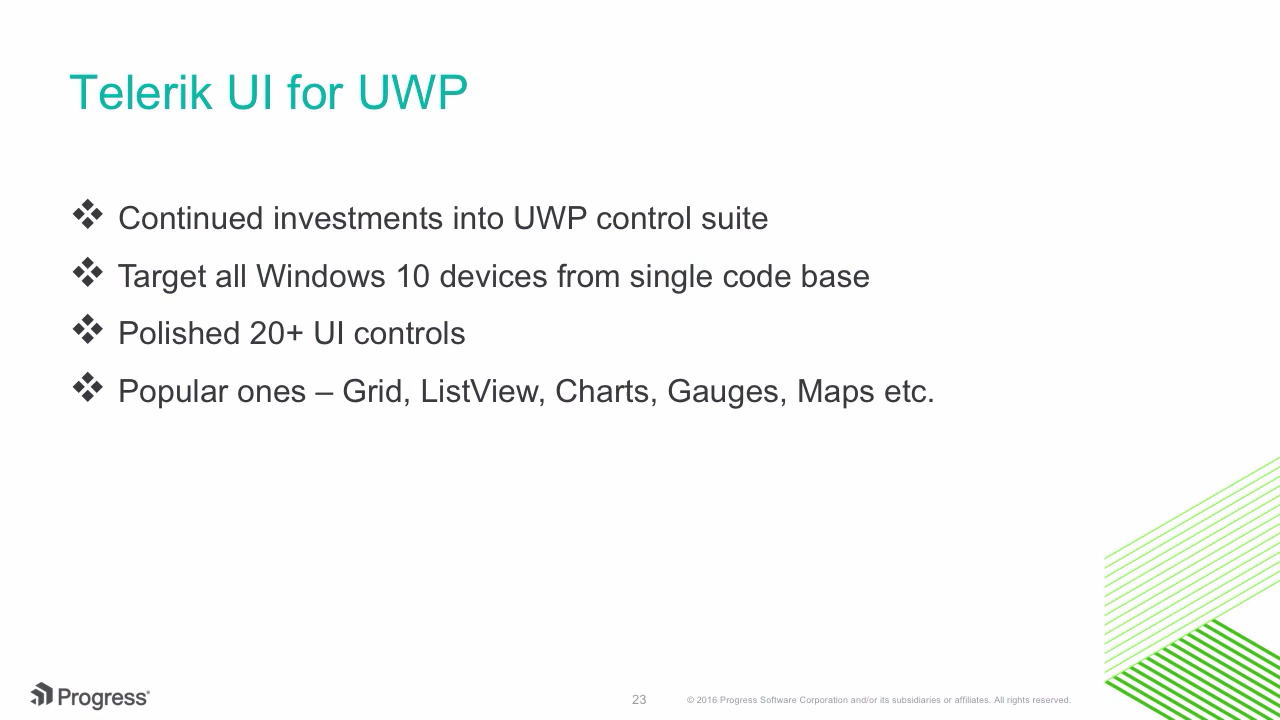 Telerik UI for UWP
❖ Continued investments into UWP control suite
❖ Target all Windows 10 devices from single code base
❖ Polished 20+ UI controls
❖ Popular ones – Grid, ListView, Charts, Gauges, Maps etc.
Progress
23
© 2016 Progress Software Corporation and/or its subsidiaries or affiliates. All rights reserved.